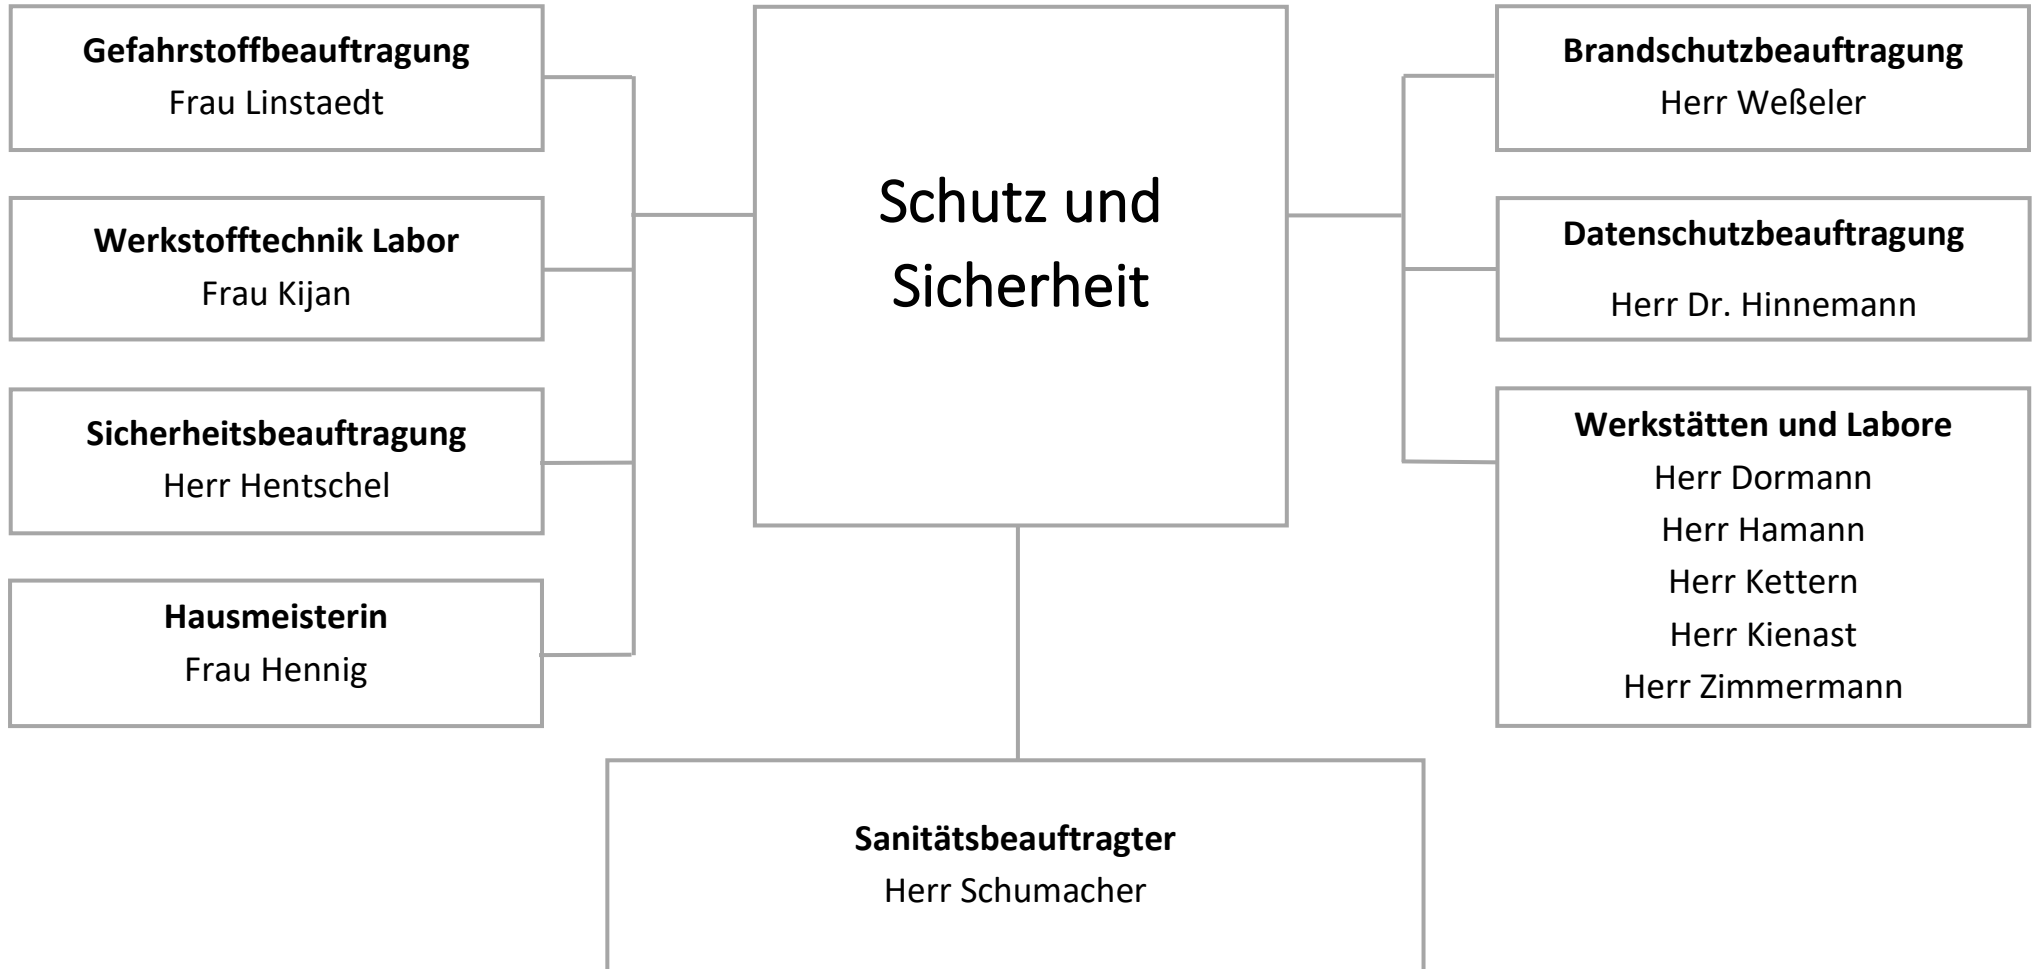 Gefahrstoffbeauftragung
Frau Linstaedt
Werkstofftechnik Labor
Frau Kijan
Sicherheitsbeauftragung
Herr Hentschel
Hausmeisterin
Frau Hennig
Schutz und
Sicherheit
Brandschutzbeauftragung
Herr Weßeler
Datenschutzbeauftragung
Herr Dr. Hinnemann
Werkstätten und Labore
Herr Dormann
Herr Hamann
Herr Kettern
Herr Kienast
Herr Zimmermann
Sanitätsbeauftragter
Herr Schumacher